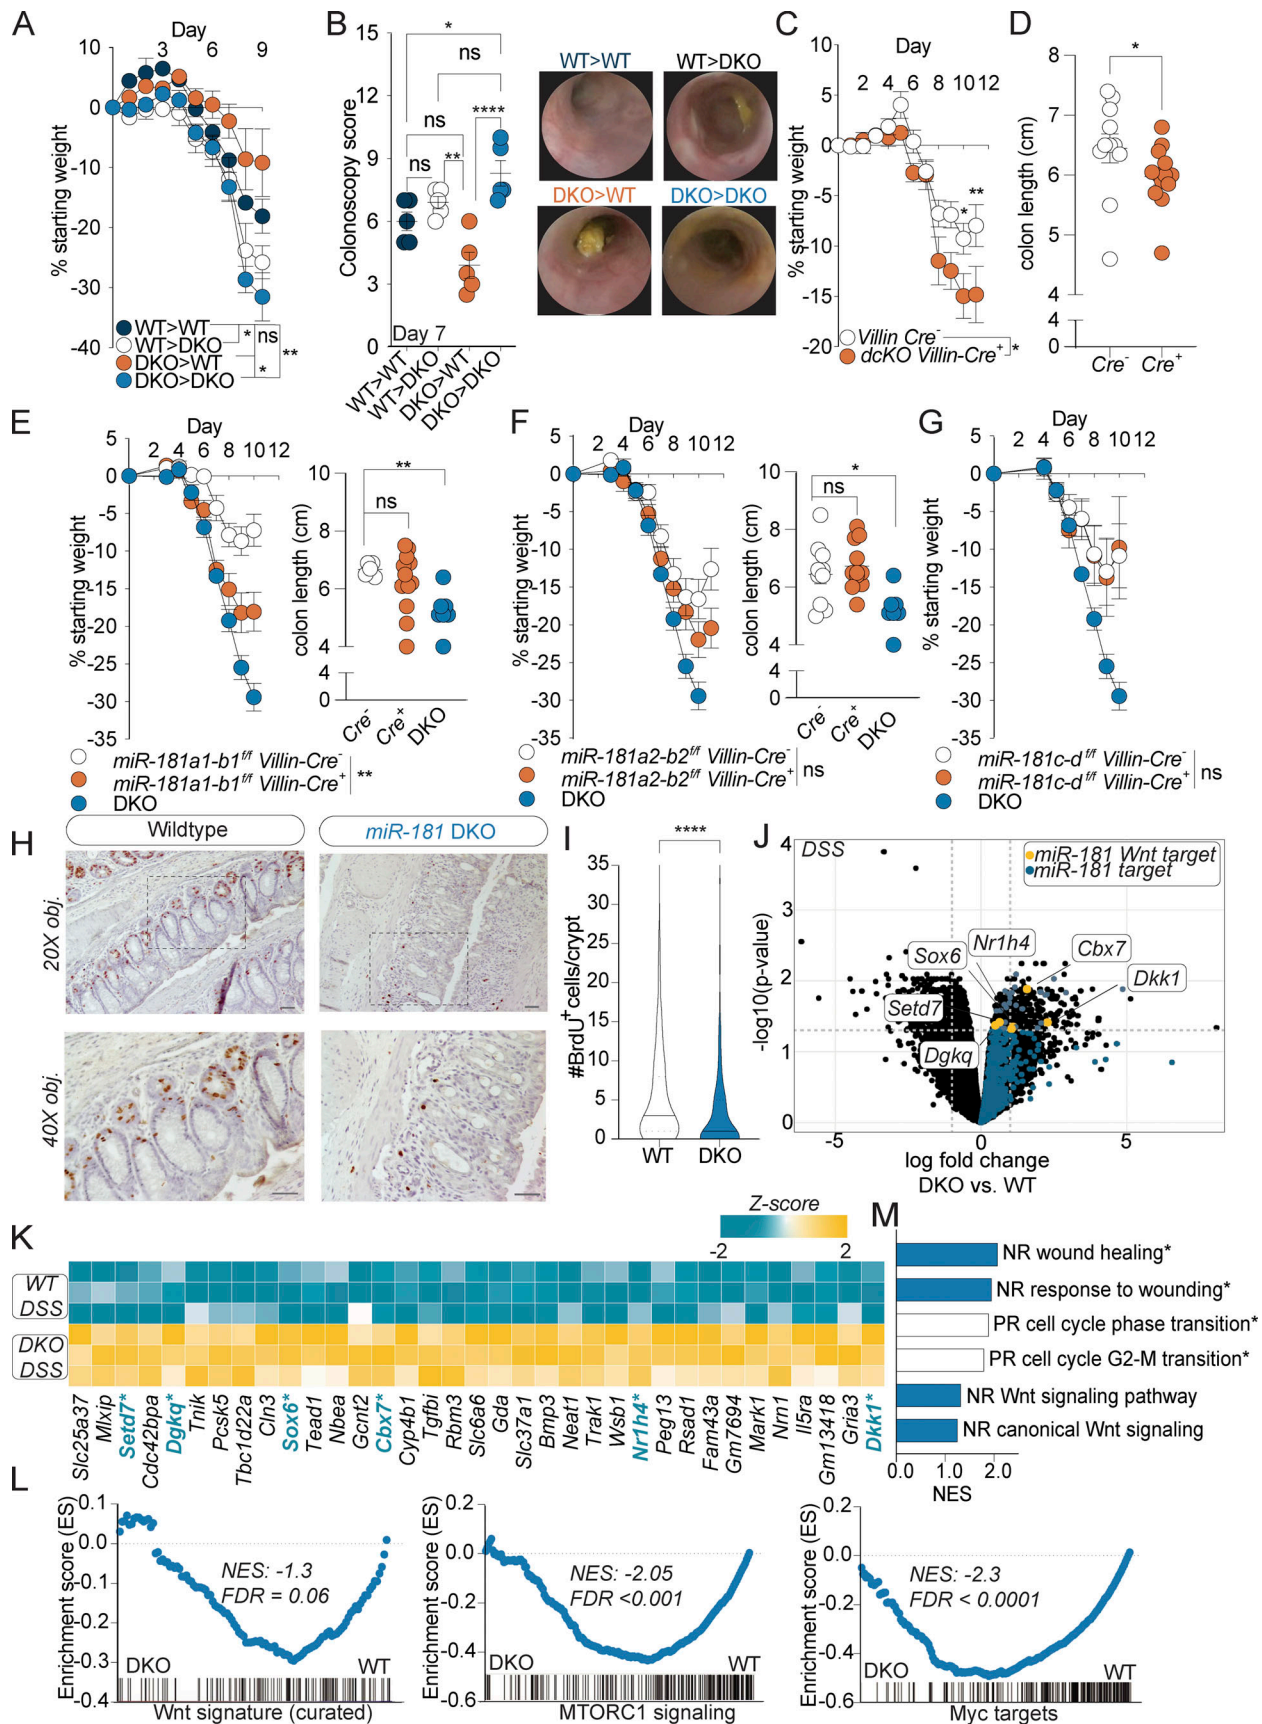 A
Day
3 6 9
10
0
-10
-20
-30
-40
% starting weight
WT>WT
WT>DKO
DKO>WT
DKO>DKO
* ns
**
*
B
15
12
9
6
3
0
Colonoscopy score
*
ns
****
ns
ns **
Day 7
WT>WT
WT>DKO
DKO>WT
DKO>DKO
WT>WT WT>DKO
DKO>WT DKO>DKO
C
Day
2 4 6 8 10 12
10
5
0
-5
-10
-15
-20
% starting weight
**
*
Villin Cre-
dcKO Villin-Cre+
*
D
*
10
8
6
4
4
0
colon length (cm)
Cre- Cre+
E
Day
2 4 6 8 10 12
5
0
-5
-10
-15
-20
-25
-30
-35
% starting weight
miR-181a1-b1f/f Villin-Cre-
miR-181a1-b1f/f Villin-Cre+
DKO
**
10
8
6
4
4
0
colon length (cm)
**
ns
Cre- Cre+ DKO
F
Day
2 4 6 8 10 12
5
0
-5
-10
-15
-20
-25
-30
-35
% starting weight
miR-181a2-b2f/f Villin-Cre-
miR-181a2-b2f/f Villin-Cre+
DKO
ns
10
8
6
4
4
0
colon length (cm)
*
ns
Cre- Cre+ DKO
G
Day
2 4 6 8 10 12
5
0
-5
-10
-15
-20
-25
-30
-35
% starting weight
miR-181c-d f/f Villin-Cre-
miR-181c-d f/f Villin-Cre+
DKO
ns
H
Wildtype
miR-181 DKO
20X obj.
40X obj.
I
****
35
30
25
20
15
10
5
0
#BrdU+cells/crypt
WT DKO
J
DSS
miR-181 Wnt target
miR-181 target
4
3
2
1
0
-log10(p-value)
Sox6
Nr1h4
Cbx7
Dkk1
Setd7
Dgkq
-5 0 5
log fold change
DKO vs. WT
K
Z-score
-2 2
WT
DSS
DKO
DSS
Slc25a37
Mlxip
Setd7*
Cdc42bpa
Dgkq*
Tnik
Pcsk5
Tbc1d22a
Cln3
Sox6*
Tead1
Nbea
Gcnt2
Cbx7*
Cyp4b1
Tgfbi
Rbm3
Slc6a6
Gda
Slc37a1
Bmp3
Neat1
Trak1
Wsb1
Nr1h4*
Peg13
Rsad1
Fam43a
Gm7694
Mark1
Nrn1
Il5ra
Gm13418
Gria3
Dkk1*
M
NR wound healing*
NR response to wounding*
PR cell cycle phase transition*
PR cell cycle G2-M transition*
NR Wnt signaling pathway
NR canonical Wnt signaling
0.0 1.0 2.0
NES
L
0.1
0.0
-0.1
-0.2
-0.3
-0.4
Enrichment score (ES)
NES: -1.3
FDR = 0.06
DKO WT
Wnt signature (curated)
0.2
0.0
-0.2
-0.4
-0.6
Enrichment score (ES)
NES: -2.05
FDR <0.001
DKO WT
MTORC1 signaling
0.2
0.0
-0.2
-0.4
-0.6
Enrichment score (ES)
NES: -2.3
FDR < 0.0001
DKO WT
Myc targets